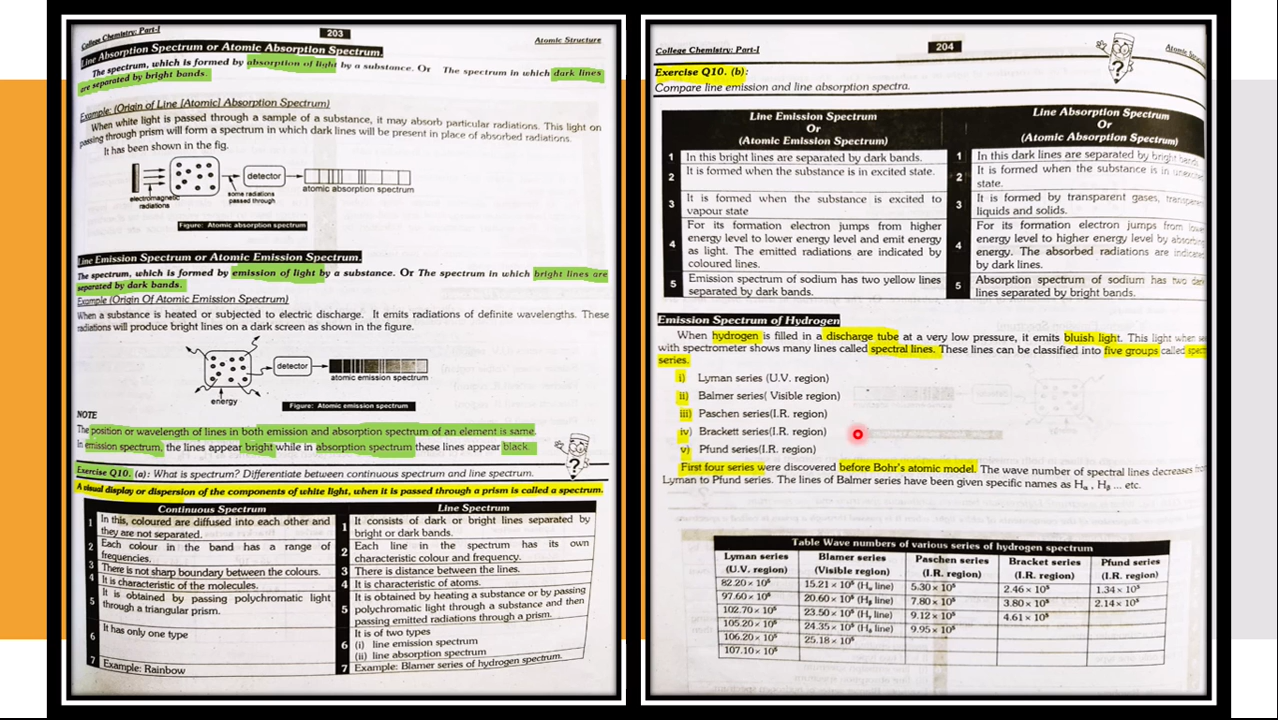 College Chemistry: Part-I
203
Atomic Structure
Line Absorption Spectrum or Atomic Absorption Spectrum.
The spectrum, which is formed by absorption of light by a substance. Or The spectrum in which dark lines
are separated by bright bands.
Example: (Origin of Line [Atomic] Absorption Spectrum)
When white light is passed through a sample of a substance, it may absorb particular radiations. This light on
passing through prism will form a spectrum in which dark lines will be present in place of absorbed radiations.
It has been shown in the fig.
detector
electromagnetic
radiations
some radiations
passed through
atomic absorption spectrum
Figure: Atomic absorption spectrum
Line Emission Spectrum or Atomic Emission Spectrum.
The spectrum, which is formed by emission of light by a substance. Or The spectrum in which bright lines are
separated by dark bands.
Example (Origin Of Atomic Emission Spectrum)
When a substance is heated or subjected to electric discharge. It emits radiations of definite wavelengths. These
radiations will produce bright lines on a dark screen as shown in the figure.
detector
atomic emission spectrum
energy
Figure: Atomic emission spectrum
NOTE
The position or wavelength of lines in both emission and absorption spectrum of an element is same.
In emission spectrum, the lines appear bright while in absorption spectrum these lines appear black.
Exercise Q10. (a): What is spectrum? Differentiate between continuous spectrum and line spectrum.
A visual display or dispersion of the components of white light, when it is passed through a prism is called a spectrum.
Continuous Spectrum
1 In this, coloured are diffused into each other and
they are not separated.
2 Each colour in the band has a range of
frequencies.
3 There is not sharp boundary between the colours.
4 It is characteristic of the molecules.
5 It is obtained by passing polychromatic light
through a triangular prism.
6 It has only one type
7 Example: Rainbow
Line Spectrum
1 It consists of dark or bright lines separated by
bright or dark bands.
2 Each line in the spectrum has its own
characteristic colour and frequency.
3 There is distance between the lines.
4 It is characteristic of atoms.
5 It is obtained by heating a substance or by passing
polychromatic light through a substance and then
passing emitted radiations through a prism.
6 It is of two types
(i) line emission spectrum
(ii) line absorption spectrum
7 Example: Blamer series of hydrogen spectrum.
College Chemistry: Part-I
204
Atomic
Exercise Q10. (b):
Compare line emission and line absorption spectra.
Line Emission Spectrum
Or
(Atomic Emission Spectrum)
1 In this bright lines are separated by dark bands.
2 It is formed when the substance is in excited state.
3 It is formed when the substance is excited to
vapour state
4 For its formation electron jumps from higher
energy level to lower energy level and emit energy
as light. The emitted radiations are indicated by
coloured lines.
5 Emission spectrum of sodium has two yellow lines
separated by dark bands.
Line Absorption Spectrum
Or
(Atomic Absorption Spectrum)
1 In this dark lines are separated by bright bands
2 It is formed when the substance is in
state.
3 It is formed by transparent gases,
liquids and solids.
4 For its formation electron jumps from
energy level to higher energy level by
energy. The absorbed radiations are
by dark lines.
5 Absorption spectrum of sodium has two
lines separated by bright bands.
Emission Spectrum of Hydrogen
When hydrogen is filled in a discharge tube at a very low pressure, it emits bluish light. This light when
with spectrometer shows many lines called spectral lines. These lines can be classified into five groups called
series.
i) Lyman series (U.V. region)
ii) Balmer series( Visible region)
iii) Paschen series(I.R. region)
iv) Brackett series(I.R. region)
v) Pfund series(I.R. region)
First four series were discovered before Bohr's atomic model. The wave number of spectral lines decreases
Lyman to Pfund series. The lines of Balmer series have been given specific names as Hα , Hβ ... etc.
Table Wave numbers of various series of hydrogen spectrum
Lyman series Blamer series Paschen series Bracket series Pfund series
(U.V. region) (Visible region) (I.R. region) (I.R. region) (I.R. region)
82.20 × 10⁵ 15.21 × 10⁵ (Hα line) 5.30 × 10⁵ 2.46 × 10⁵ 1.34 × 10⁵
97.60 × 10⁵ 20.60 × 10⁵ (Hβ line) 7.80 × 10⁵ 3.80 × 10⁵ 2.14 × 10⁵
102.70 × 10⁵ 23.50 × 10⁵ (Hγ line) 9.12 × 10⁵ 4.61 × 10⁵
105.20 × 10⁵ 24.35 × 10⁵ (Hδ line) 9.95 × 10⁵
106.20 × 10⁵ 25.18 × 10⁵
107.10 × 10⁵